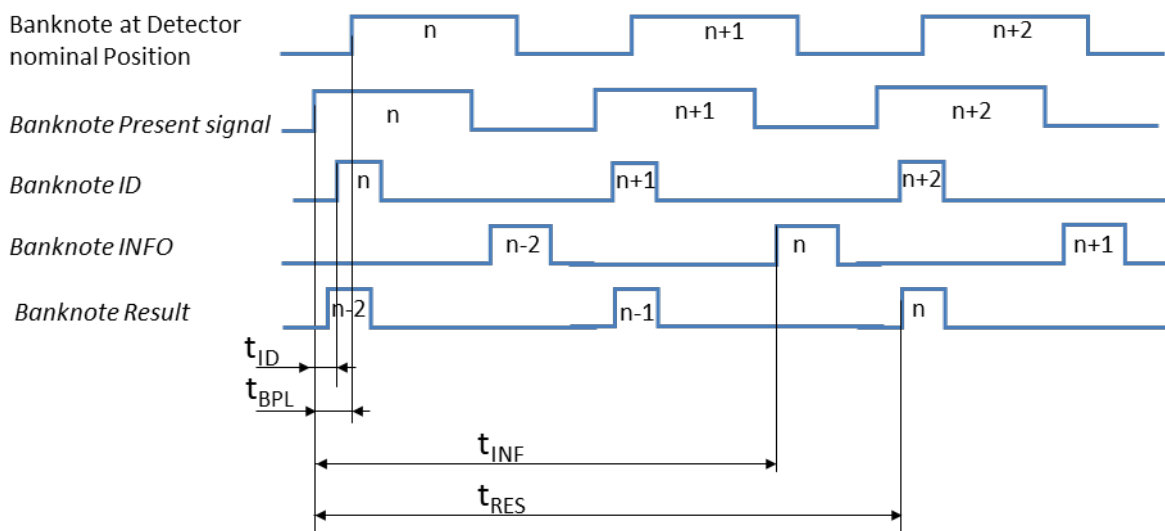 Banknote at Detector
nominal Position
n
n+1
n+2
Banknote Present signal
n
n+1
n+2
Banknote ID
n
n+1
n+2
Banknote INFO
n-2
n
n+1
Banknote Result
n-2
n-1
n
tID
tBPL
tINF
tRES